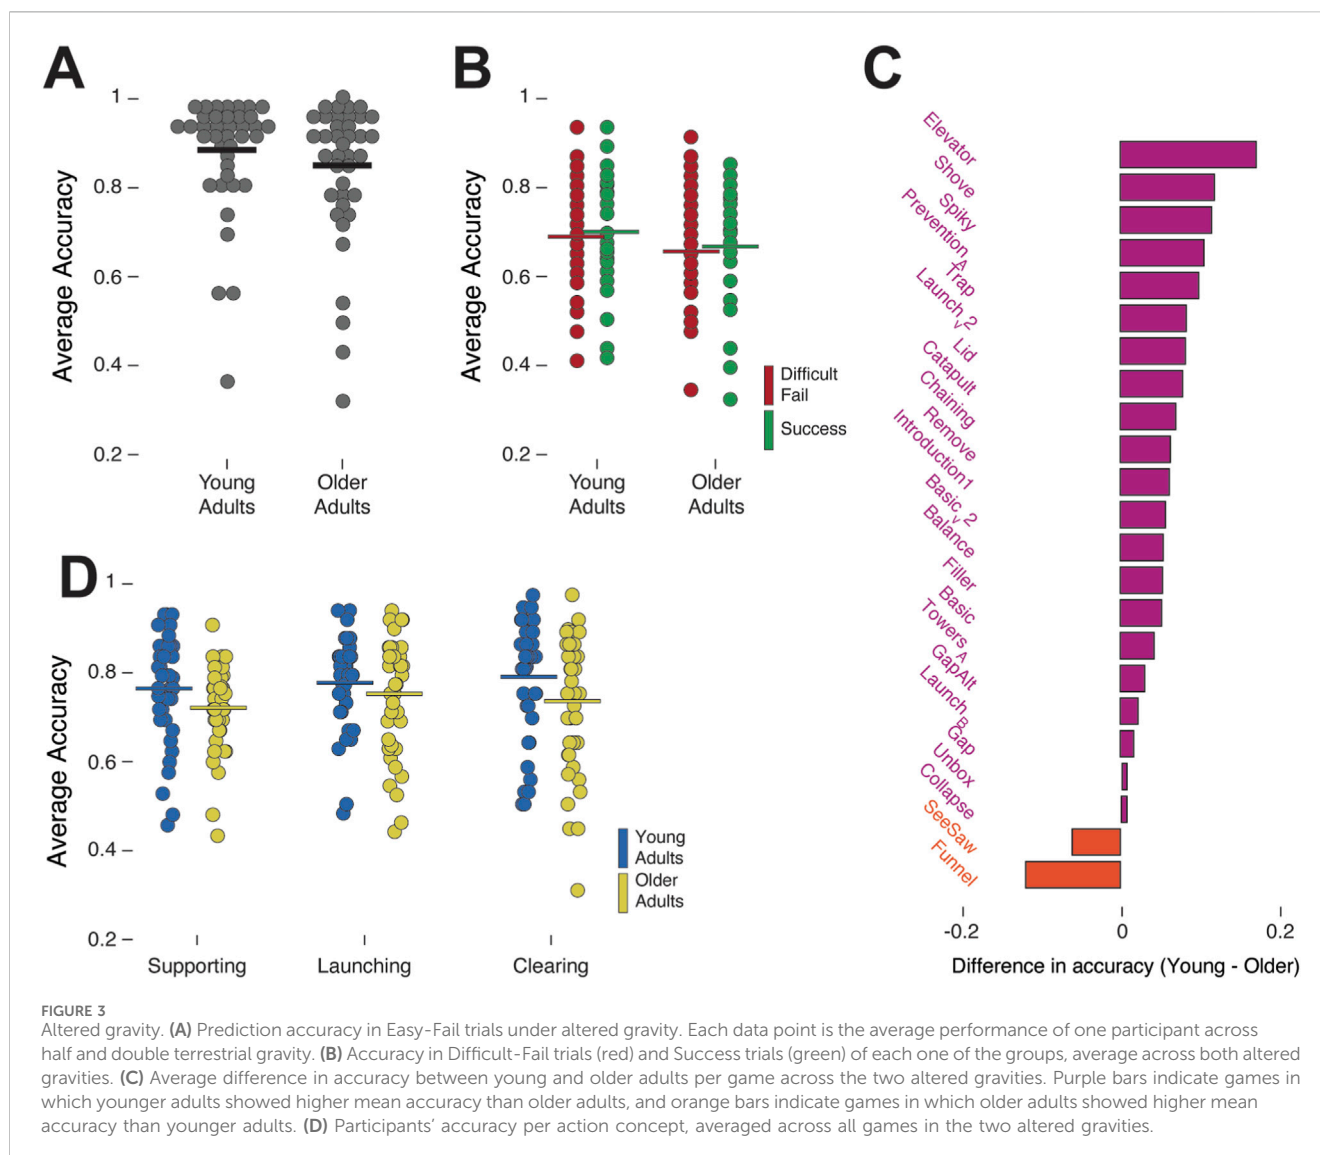 A
1
0.8
0.6
0.4
0.2
Average Accuracy
Young
Adults
Older
Adults
B
1
0.8
0.6
0.4
0.2
Average Accuracy
Difficult
Fail
Success
Young
Adults
Older
Adults
C
Elevator
Shove
Spiky
Prevention_A
Trap
Launch_v2
Lid
Catapult
Chaining
Remove
Introduction1
Basic_v2
Balance
Filler
Basic
Towers_A
GapAlt
Launch_B
Gap
Unbox
Collapse
SeeSaw
Funnel
-0.2
0
0.2
Difference in accuracy (Young - Older)
D
1
0.8
0.6
0.4
0.2
Average Accuracy
Young
Adults
Older
Adults
Supporting
Launching
Clearing
FIGURE 3
Altered gravity. (A) Prediction accuracy in Easy-Fail trials under altered gravity. Each data point is the average performance of one participant across
half and double terrestrial gravity. (B) Accuracy in Difficult-Fail trials (red) and Success trials (green) of each one of the groups, average across both altered
gravities. (C) Average difference in accuracy between young and older adults per game across the two altered gravities. Purple bars indicate games in
which younger adults showed higher mean accuracy than older adults, and orange bars indicate games in which older adults showed higher mean
accuracy than younger adults. (D) Participants' accuracy per action concept, averaged across all games in the two altered gravities.